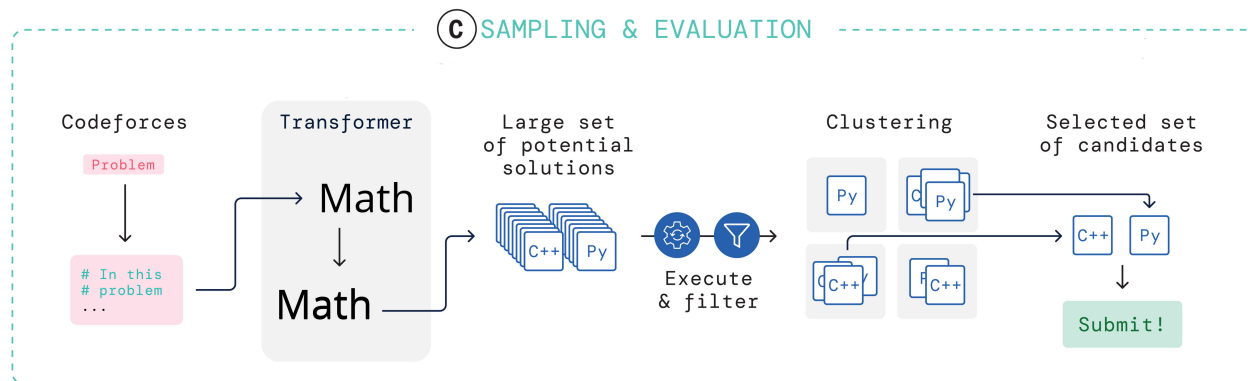 C SAMPLING & EVALUATION
Codeforces
Problem
# In this
# problem
...
Transformer
Math
Math
Large set
of potential
solutions
C++
Py
Execute
& filter
Clustering
Py
C
Py
C
y
C++
C++
Selected set
of candidates
C++
Py
Submit!